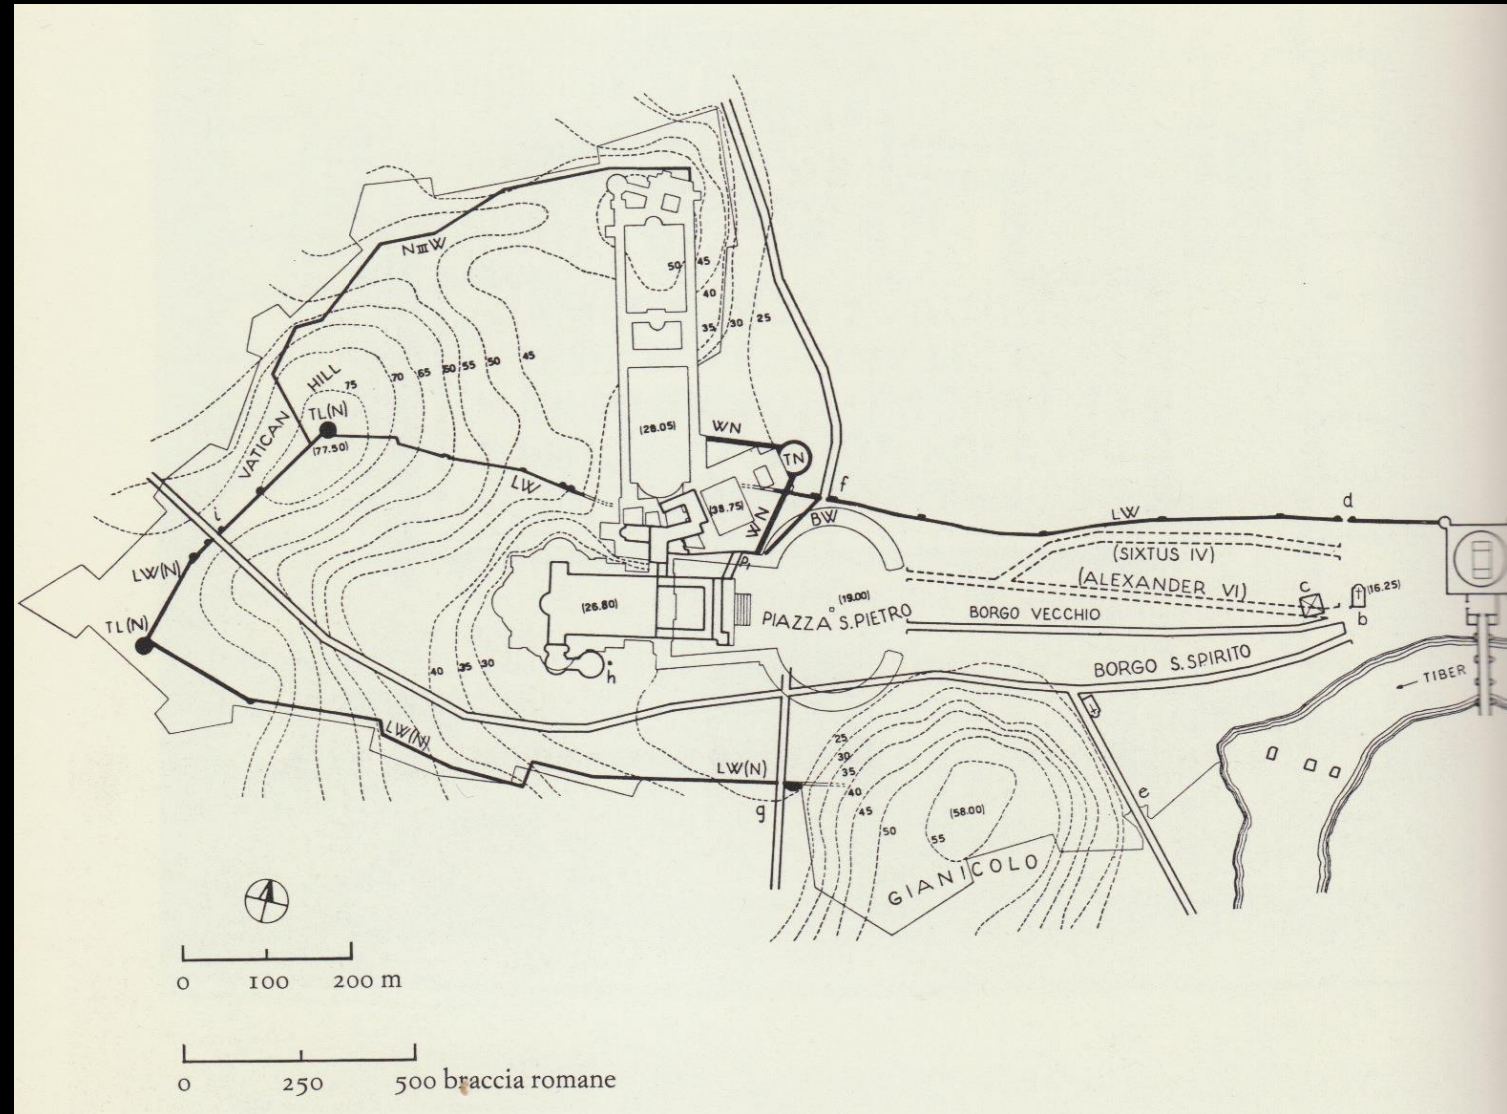 N III W
50
45
40
35
30
25
VATICAN HILL
75
70
65
60
55
50
45
TL(N)
(77.50)
(28.05)
WN
TN
LW
f
(38.75)
WN
BW
LW
d
i
LW(N)
P1
(SIXTUS IV)
(ALEXANDER VI)
c
(16.25)
b
(26.80)
(19.00)
PIAZZA S. PIETRO
BORGO VECCHIO
TL(N)
BORGO S. SPIRITO
40
35
30
h
TIBER
LW(N)
LW(N)
g
25
30
35
40
45
50
55
(58.00)
e
GIANICOLO
0
100
200 m
0
250
500 braccia romane